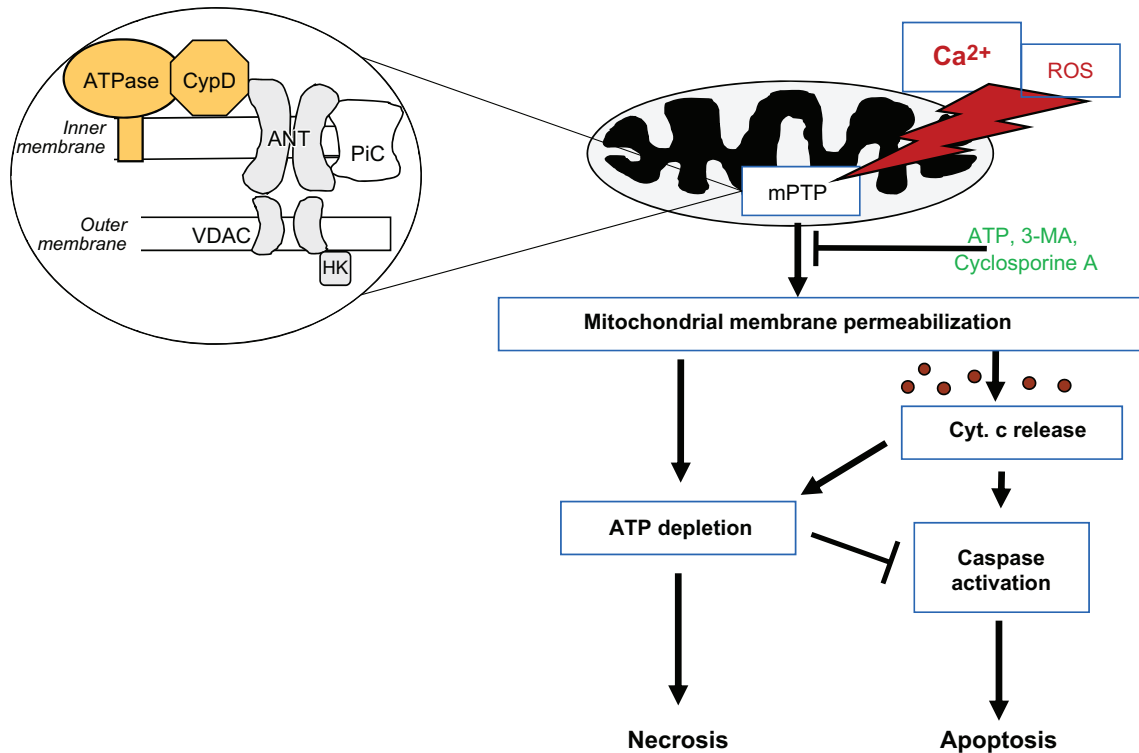 ATPase
CypD
Inner
membrane
ANT
PiC
Outer
membrane
VDAC
HK
Ca2+
ROS
mPTP
ATP, 3-MA,
Cyclosporine A
Mitochondrial membrane permeabilization
Cyt. c release
ATP depletion
Caspase
activation
Necrosis
Apoptosis